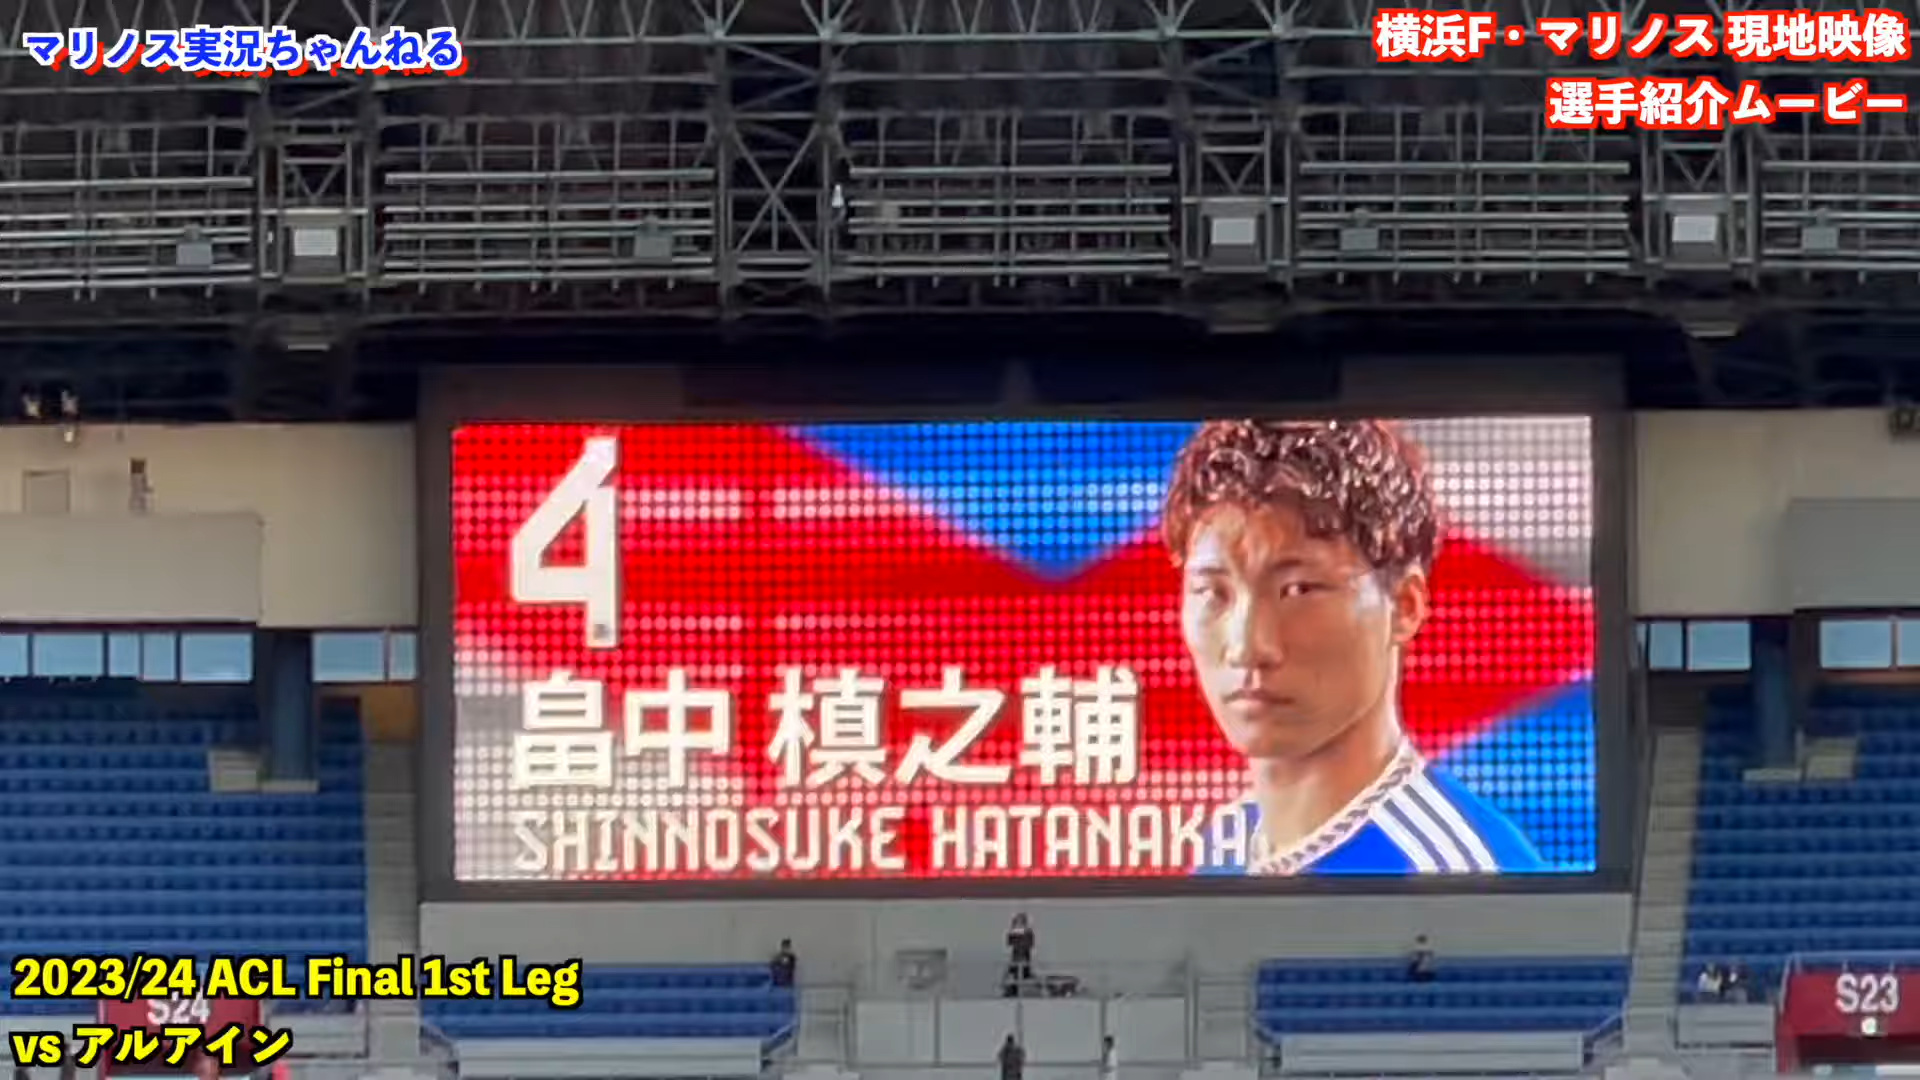 マリノス実況ちゃんねる
横浜F・マリノス 現地映像
選手紹介ムービー
4
畠中 槙之輔
SHINNOSUKE HATANAKA
2023/24 ACL Final 1st Leg
S24
S23
vs アルアイン